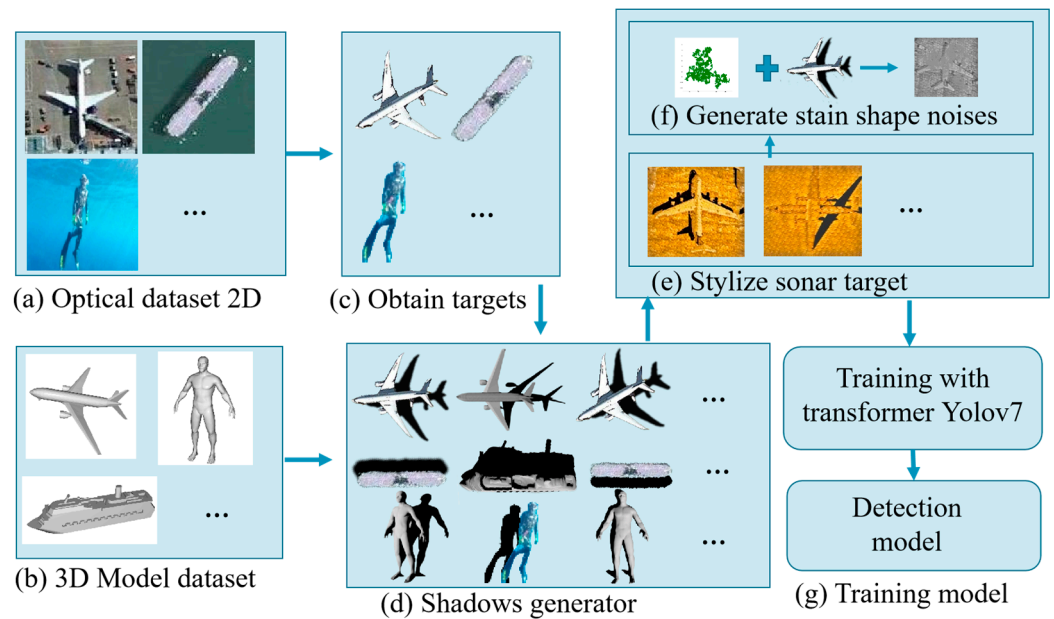 ...
(a) Optical dataset 2D
...
(c) Obtain targets
(f) Generate stain shape noises
...
(e) Stylize sonar target
...
(b) 3D Model dataset
...
...
...
(d) Shadows generator
Training with
transformer Yolov7
Detection
model
(g) Training model